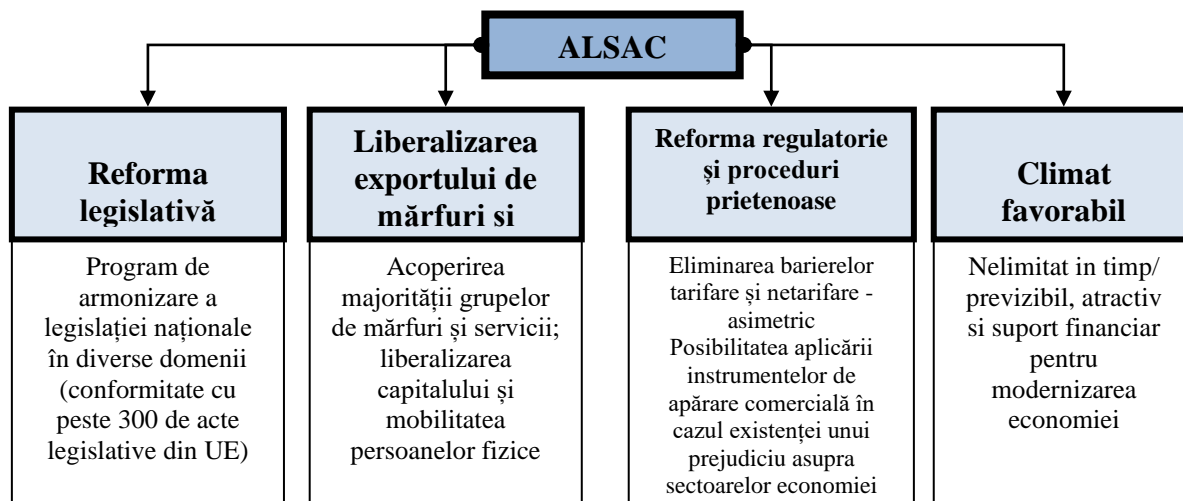 ALSAC
Reforma
legislativă
Program de
armonizare a
legislației naționale
în diverse domenii
(conformitate cu
peste 300 de acte
legislative din UE)
Liberalizarea
exportului de
mărfuri si
Acoperirea
majorității grupelor
de mărfuri și servicii;
liberalizarea
capitalului și
mobilitatea
persoanelor fizice
Reforma regulatorie
și proceduri
prietenoase
Eliminarea barierelor
tarifare și netarifare -
asimetric
Posibilitatea aplicării
instrumentelor de
apărare comercială în
cazul existenței unui
prejudiciu asupra
sectoarelor economiei
Climat
favorabil
Nelimitat in timp/
previzibil, atractiv
si suport financiar
pentru
modernizarea
economiei